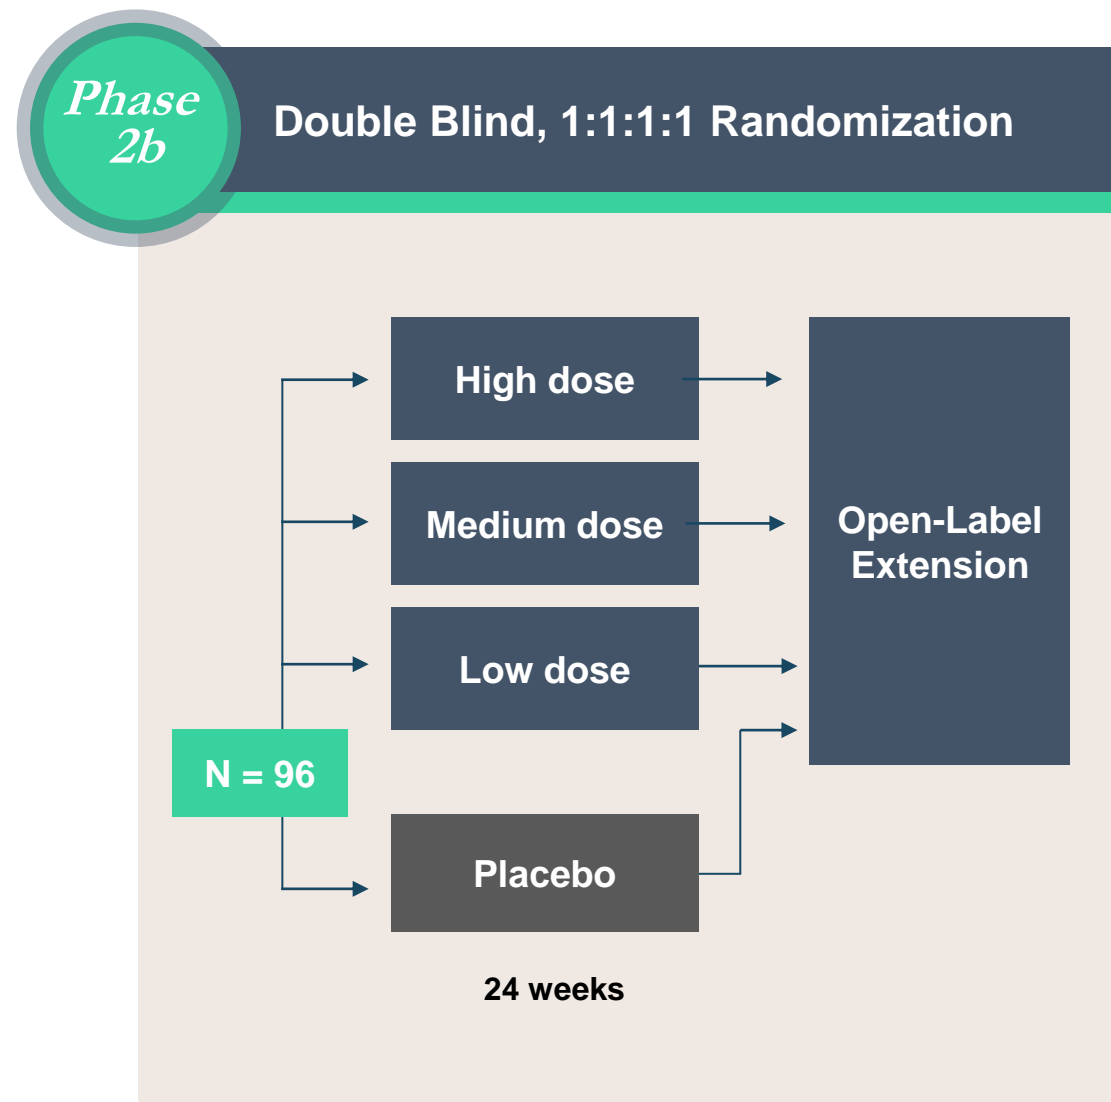 Phase
2b
Double Blind, 1:1:1:1 Randomization
High dose
Medium dose
Open-Label
Extension
Low dose
N = 96
Placebo
24 weeks